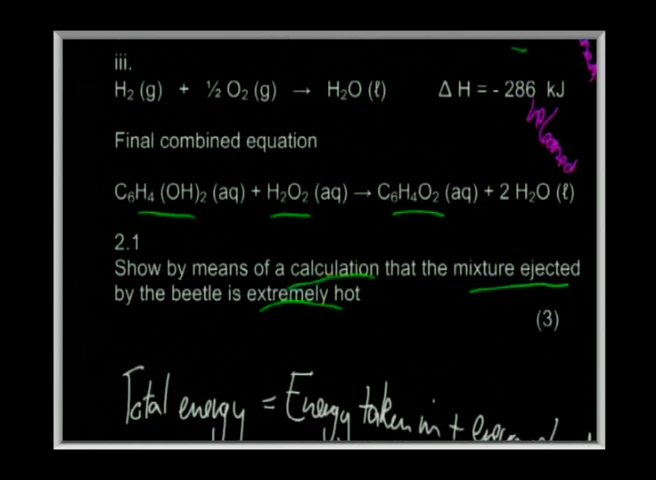 iii.
H₂ (g) + ½ O₂ (g) → H₂O (ℓ) Δ H = - 286 kJ
Final combined equation
C₆H₄ (OH)₂ (aq) + H₂O₂ (aq) → C₆H₄O₂ (aq) + 2 H₂O (ℓ)
2.1
Show by means of a calculation that the mixture ejected
by the beetle is extremely hot
(3)
Total energy = Energy taken in +